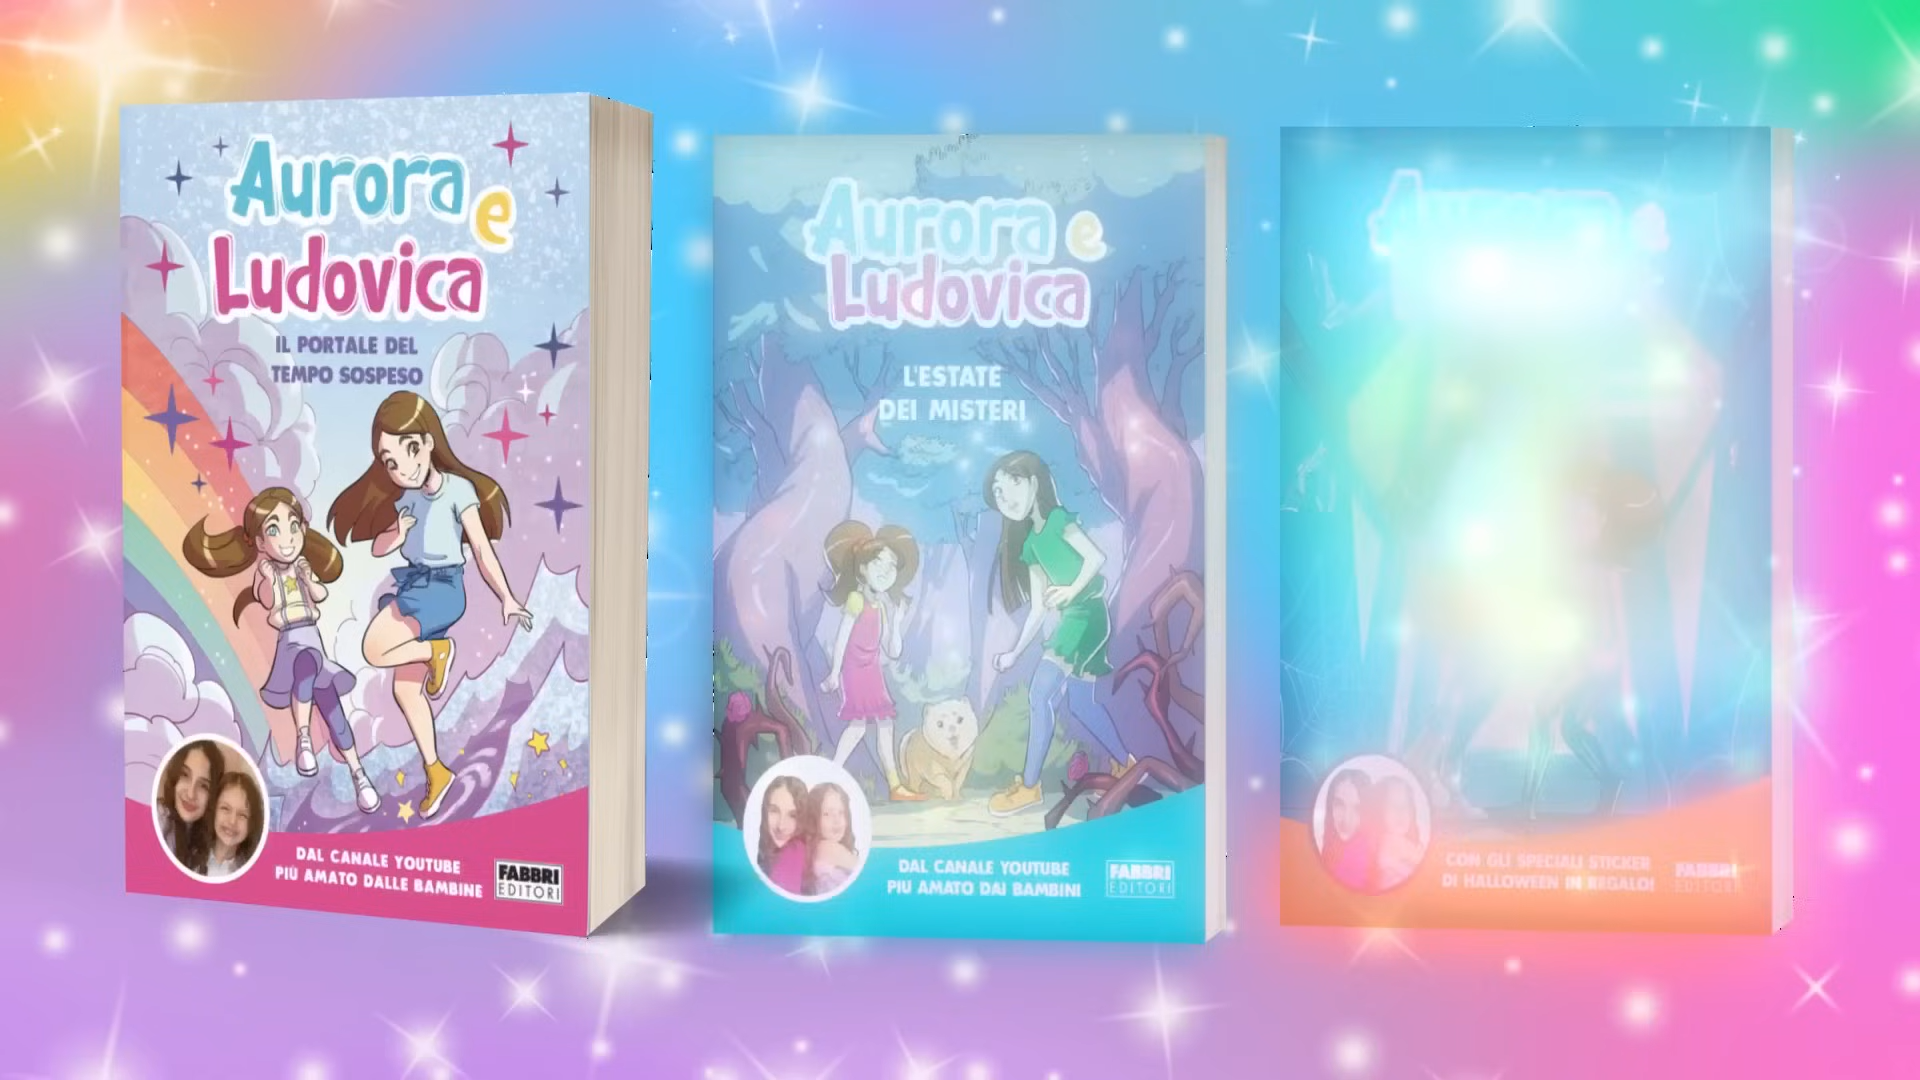 Aurora e
Ludovica
IL PORTALE DEL
TEMPO SOSPESO
DAL CANALE YOUTUBE
PIÙ AMATO DALLE BAMBINE
FABBRI
EDITORI
Aurora e
Ludovica
L'ESTATE
DEI MISTERI
DAL CANALE YOUTUBE
PIÙ AMATO DAI BAMBINI
FABBRI
EDITORI
CON GLI SPECIALI STICKER
DI HALLOWEEN IN REGALO!
FABBRI
EDITORI